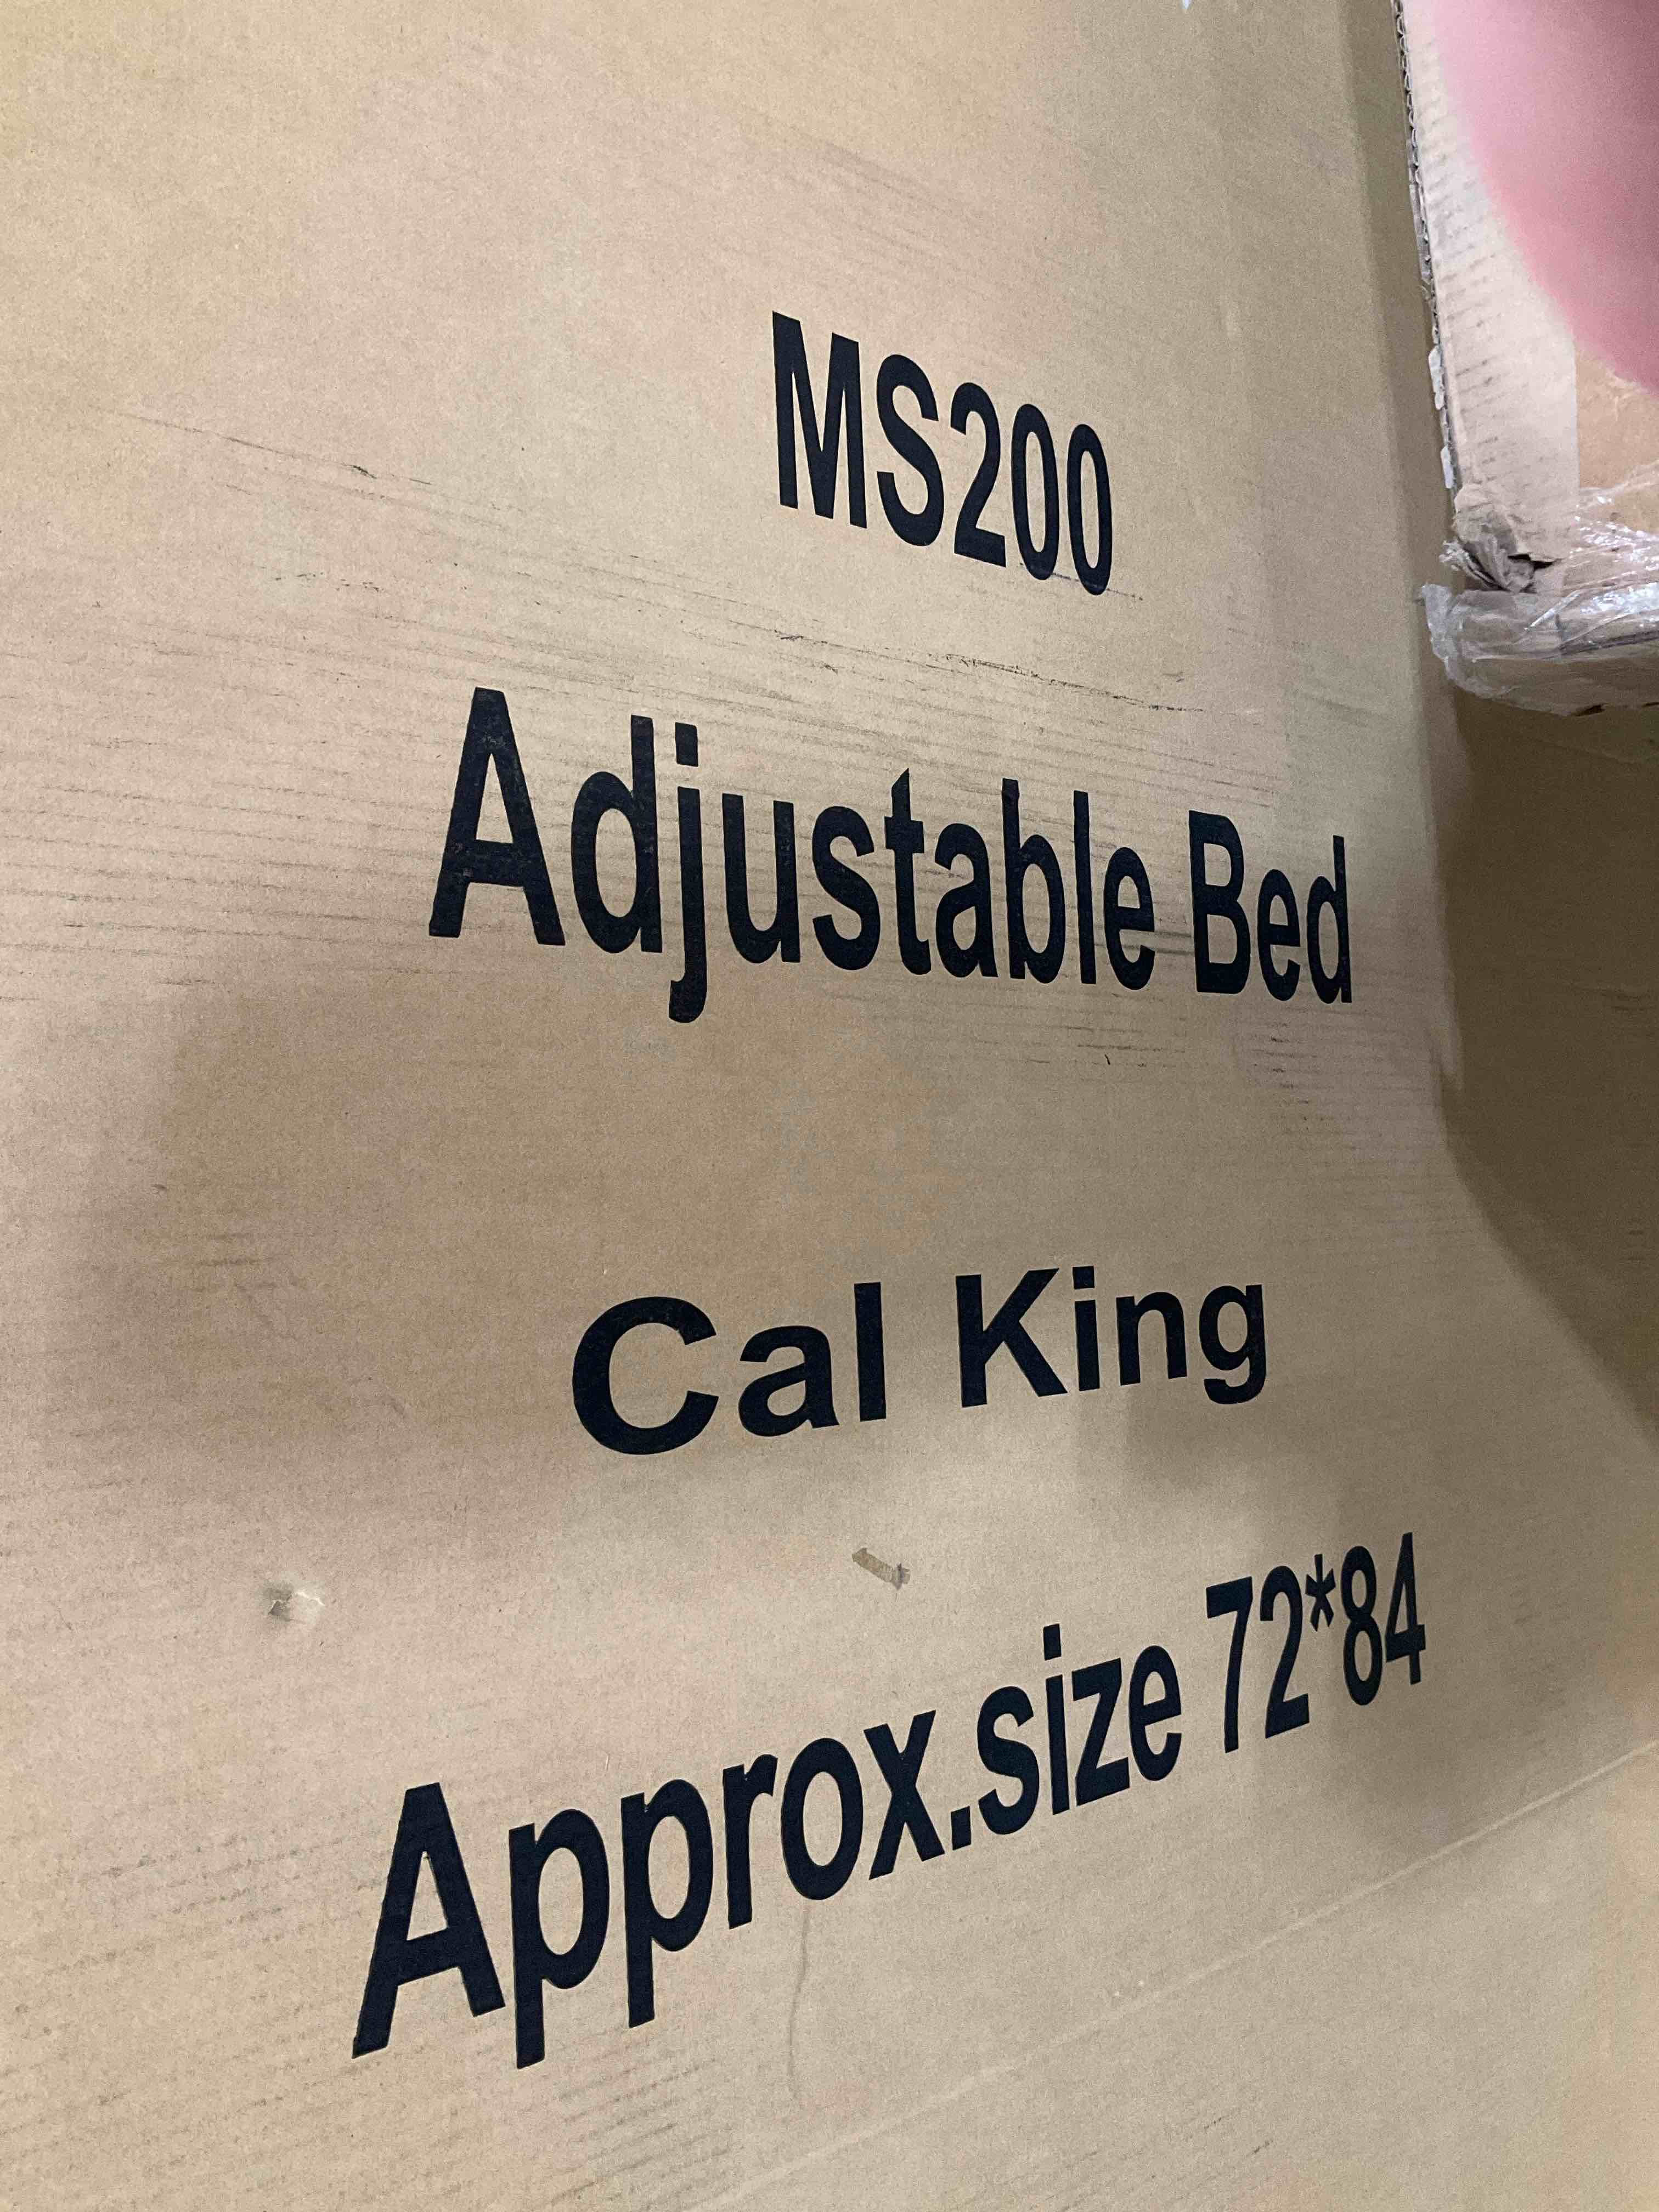 MS200
Adjustable Bed
Cal King
Approx.size 72*84